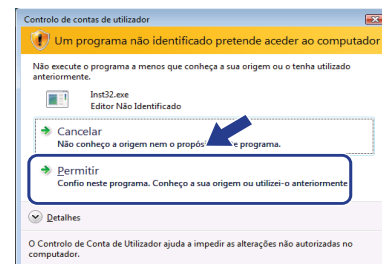 Controlo de contas de utilizador
Um programa não identificado pretende aceder ao computador
Não execute o programa a menos que conheça a sua origem ou o tenha utilizado
anteriormente.
Inst32.exe
Editor Não Identificado
Cancelar
Não conheço a origem nem o e programa.
Permitir
Confio neste programa. Conheço a sua origem ou utilizei-o anteriormente
Detalhes
O Controlo de Conta de Utilizador ajuda a impedir as alterações não autorizadas no
computador.